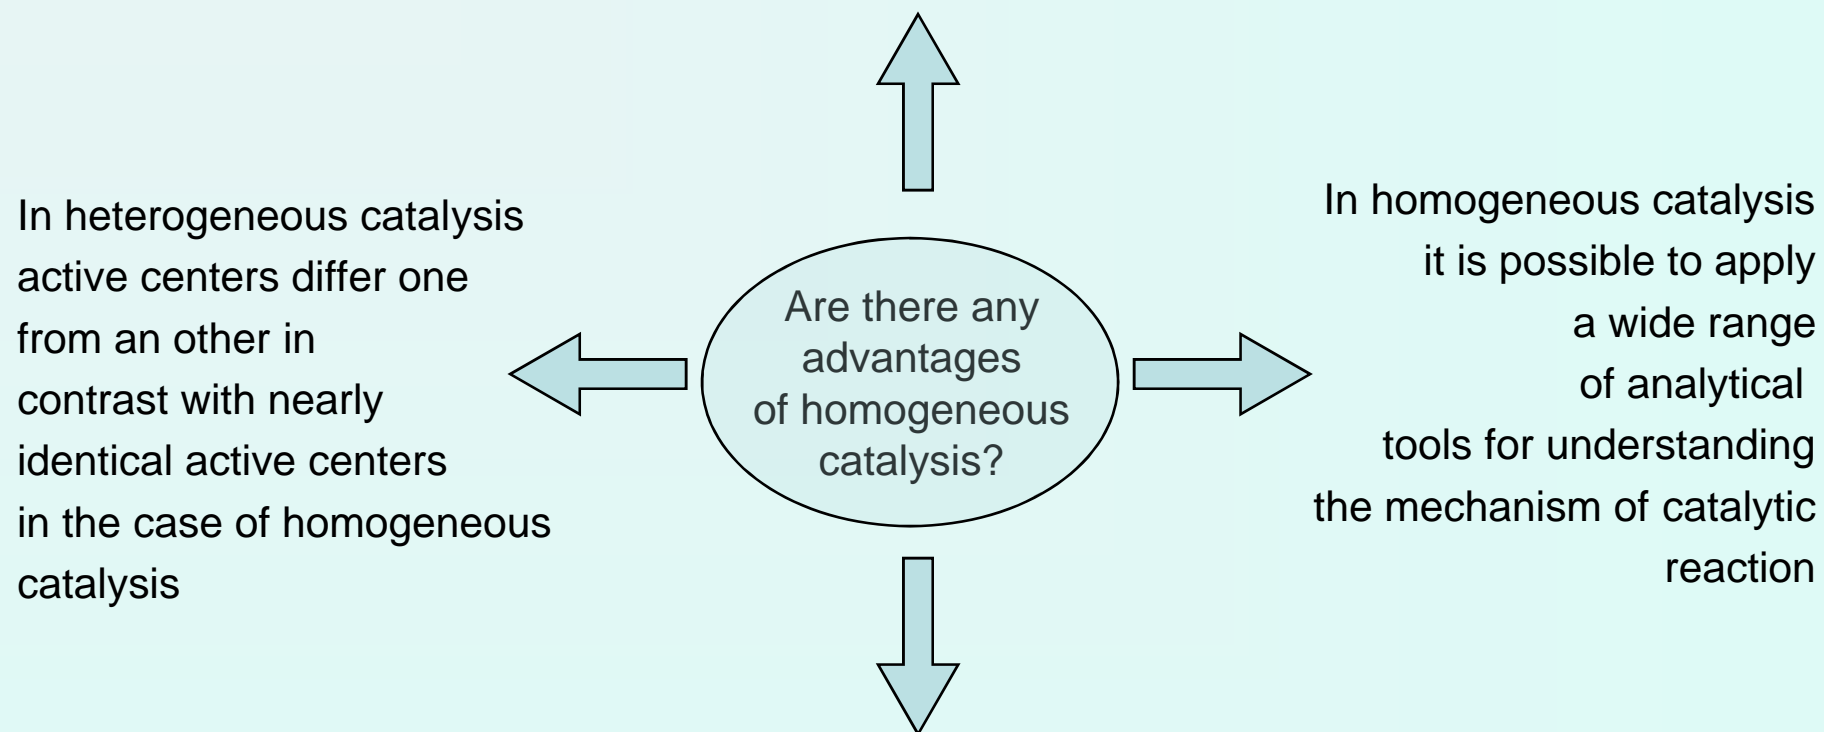 In heterogeneous catalysis
active centers differ one
from an other in
contrast with nearly
identical active centers
in the case of homogeneous
catalysis
Are there any
advantages
of homogeneous
catalysis?
In homogeneous catalysis
it is possible to apply
a wide range
of analytical
tools for understanding
the mechanism of catalytic
reaction